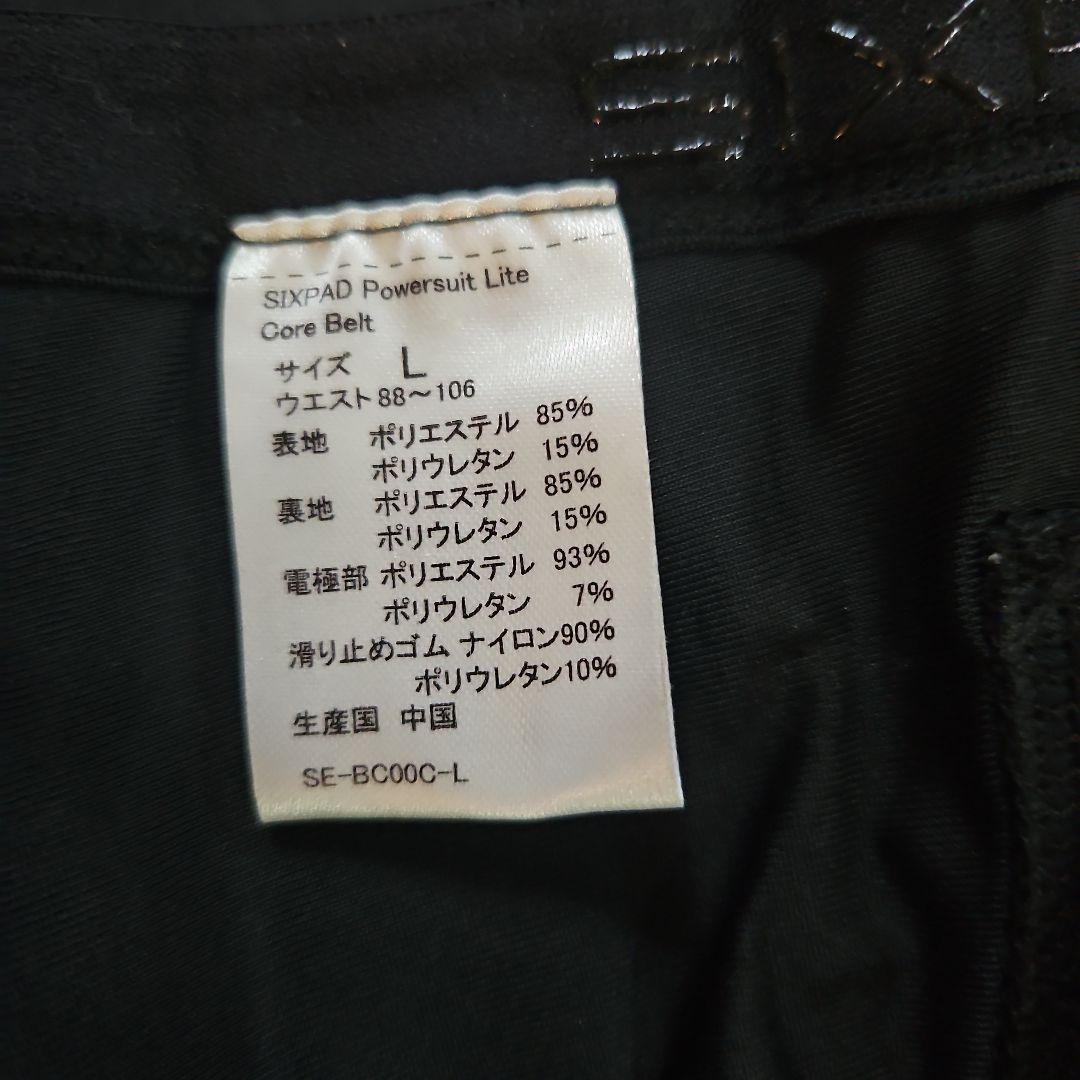 SIXP
SIXPAD Powersuit Lite
Core Belt
サイズ L
ウエスト88～106
表地 ポリエステル 85%
ポリウレタン 15%
裏地 ポリエステル 85%
ポリウレタン 15%
電極部 ポリエステル 93%
ポリウレタン 7%
滑り止めゴム ナイロン90%
ポリウレタン10%
生産国 中国
SE-BC00C-L